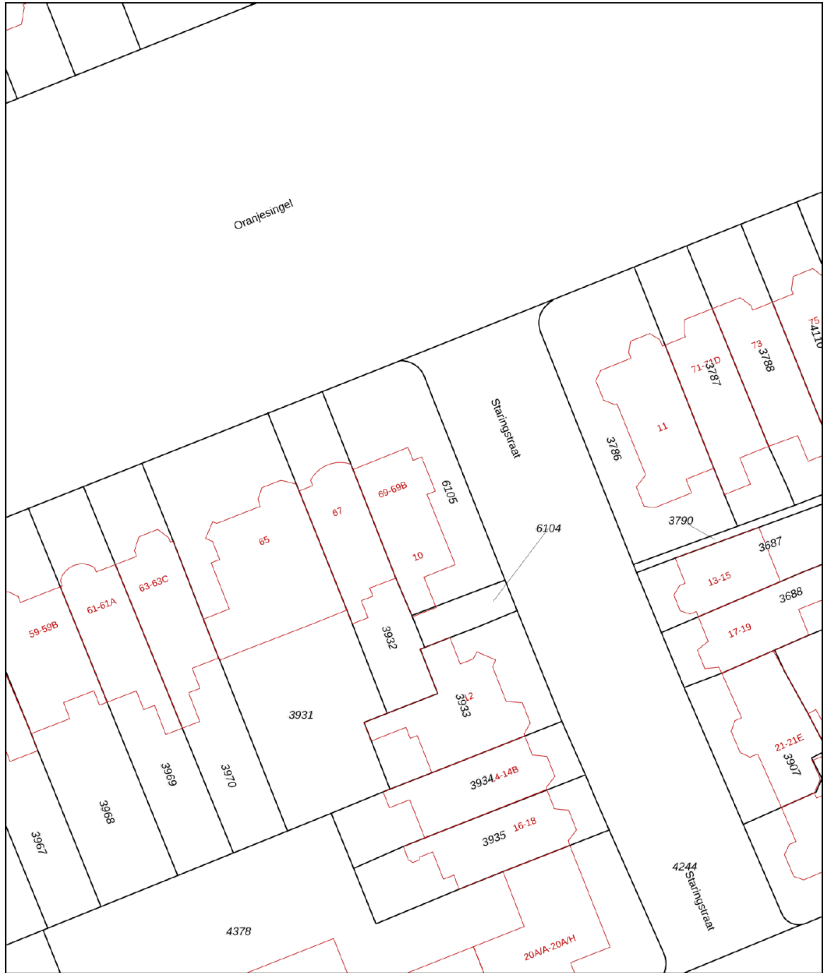 Oranjesingel
75
4110
73
3788
71-71D
3787
Staringstraat
11
3786
69-69B
6105
67
65
3790
6104
3687
10
63-63C
13-15
61-61A
3688
59-59B
17-19
3932
12
3933
3931
21-21E
3907
3969
3970
3934
14-14B
3968
16-18
3935
3967
4244
Staringstraat
4378
20A/A-20A/H